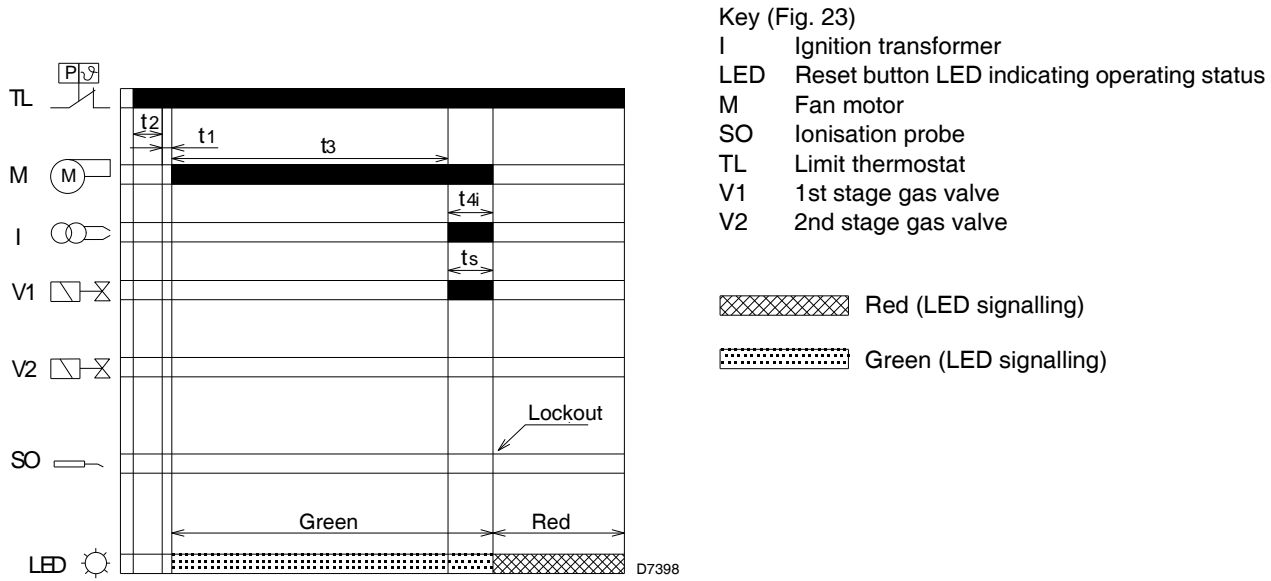 TL P ϑ
t2
t1
t3
M M
t4i
I
ts
V1
V2
Lockout
SO
Green Red
LED
D7398
Key (Fig. 23)
I Ignition transformer
LED Reset button LED indicating operating status
M Fan motor
SO Ionisation probe
TL Limit thermostat
V1 1st stage gas valve
V2 2nd stage gas valve
Red (LED signalling)
Green (LED signalling)